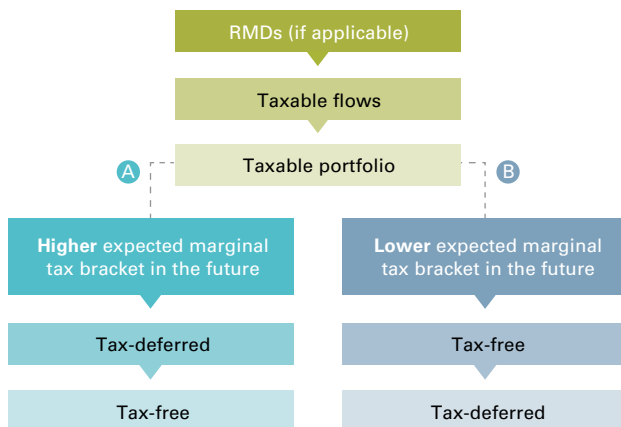 RMDs (if applicable)
Taxable flows
Taxable portfolio
A
B
Higher expected marginal
tax bracket in the future
Lower expected marginal
tax bracket in the future
Tax-deferred
Tax-free
Tax-free
Tax-deferred